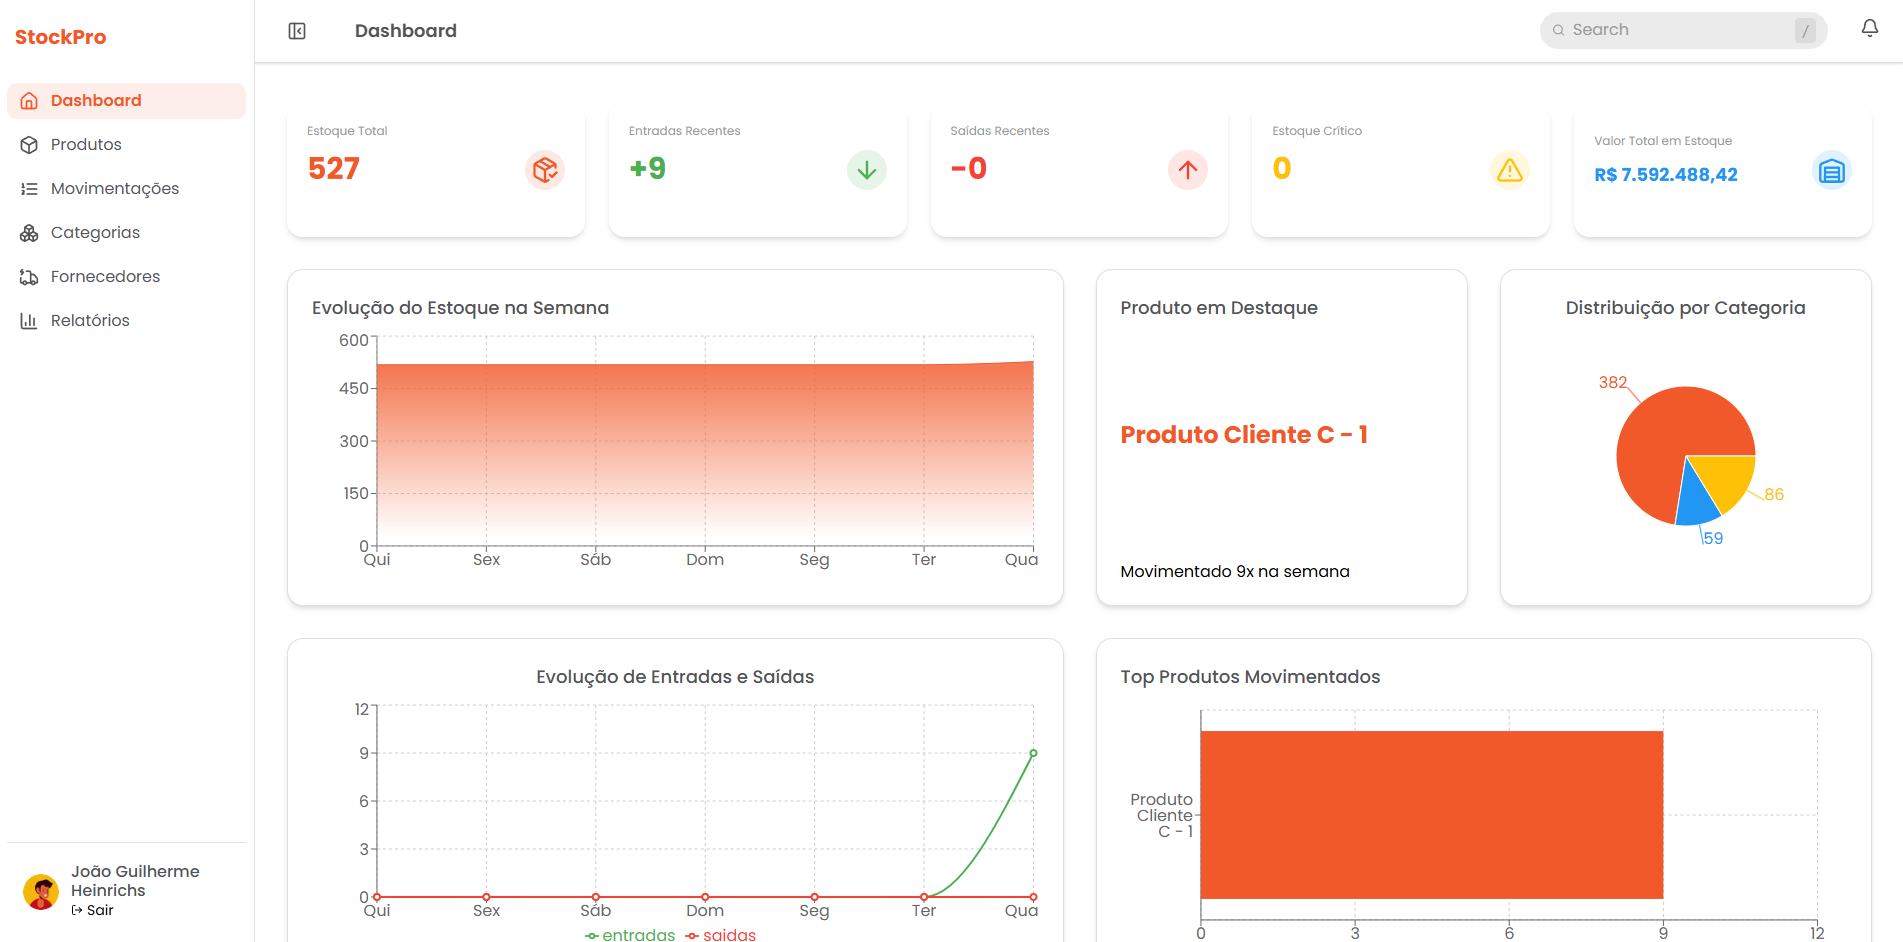 StockPro
Dashboard
Produtos
Movimentações
Categorias
Fornecedores
Relatórios
João Guilherme
Heinrichs
Sair
Dashboard
Search
/
Estoque Total
527
Entradas Recentes
+9
Saídas Recentes
-0
Estoque Crítico
0
Valor Total em Estoque
R$ 7.592.488,42
Evolução do Estoque na Semana
600
450
300
150
0
Qui Sex Sáb Dom Seg Ter Qua
Produto em Destaque
Produto Cliente C - 1
Movimentado 9x na semana
Distribuição por Categoria
382
86
59
Evolução de Entradas e Saídas
12
9
6
3
0
Qui Sex Sáb Dom Seg Ter Qua
entradas saidas
Top Produtos Movimentados
Produto
Cliente
C - 1
0 3 6 9 12